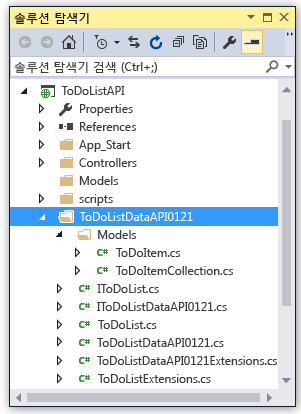 솔루션 탐색기
솔루션 탐색기 검색 (Ctrl+;)
ToDoListAPI
Properties
References
App_Start
Controllers
Models
scripts
ToDoListDataAPI0121
Models
C# ToDoItem.cs
C# ToDoItemCollection.cs
C# IToDoList.cs
C# IToDoListDataAPI0121.cs
C# ToDoList.cs
C# ToDoListDataAPI0121.cs
C# ToDoListDataAPI0121Extensions.cs
C# ToDoListExtensions.cs